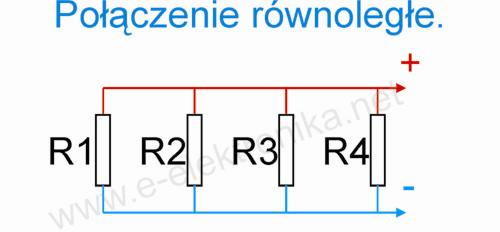 Połączenie równoległe.
+
R1 R2 R3 R4
-
www.e-elektronika.net